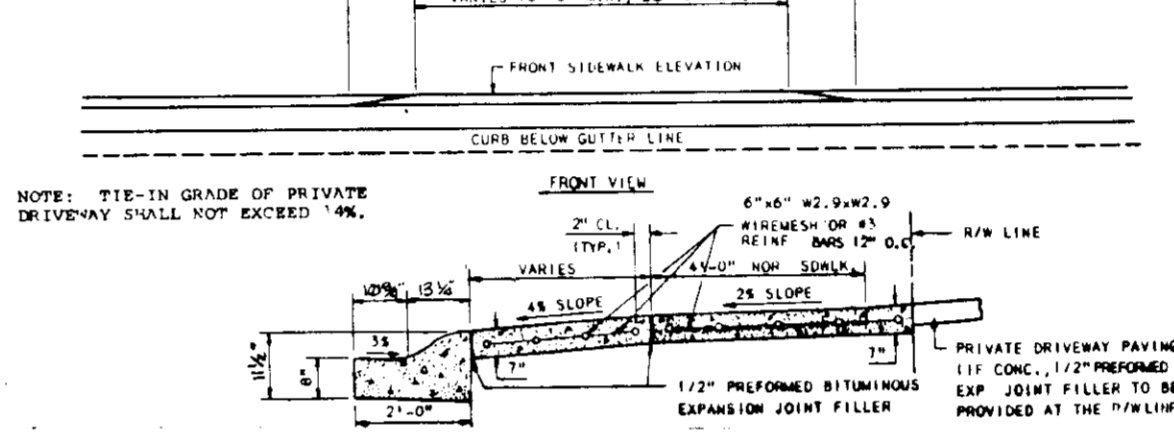 FRONT SIDEWALK ELEVATION
CURB BELOW GUTTER LINE
FRONT VIEW
NOTE: TIE-IN GRADE OF PRIVATE
DRIVEWAY SHALL NOT EXCEED 14%.
2" CL.
(TYP.)
6"x6" W2.9xW2.9
WIREMESH OR #3
REINF BARS 12" O.C.
R/W LINE
VARIES
4'-0" NOR SDWLK.
13¼"
4% SLOPE
2% SLOPE
3%
11½"
8"
7"
7"
2'-0"
1/2" PREFORMED BITUMINOUS
EXPANSION JOINT FILLER
PRIVATE DRIVEWAY PAVING
(IF CONC., 1/2" PREFORMED
EXP JOINT FILLER TO BE
PROVIDED AT THE R/W LINE